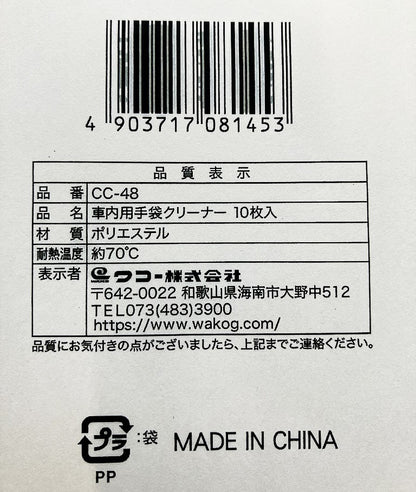 4 903717 081453
品質表示
品番 CC-48
品名 車内用手袋クリーナー 10枚入
材質 ポリエステル
耐熱温度 約70℃
表示者 ワコー株式会社
〒642-0022 和歌山県海南市大野中512
TEL073(483)3900
https://www.wakog.com/
品質にお気付きの点がございましたら、上記までご連絡ください。
プラ :袋 MADE IN CHINA
PP